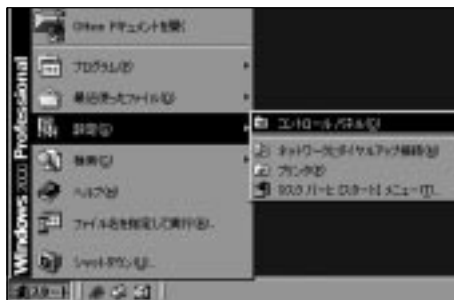 Office ドキュメントを開く
プログラム(P)
最近使ったファイル(D)
設定(S)
検索(C)
ヘルプ(H)
ファイル名を指定して実行(R)...
シャットダウン(U)...
Windows 2000 Professional
コントロール パネル(C)
ネットワークとダイヤルアップ接続(N)
プリンタ(P)
タスク バーと [スタート] メニュー(T)...
スタート